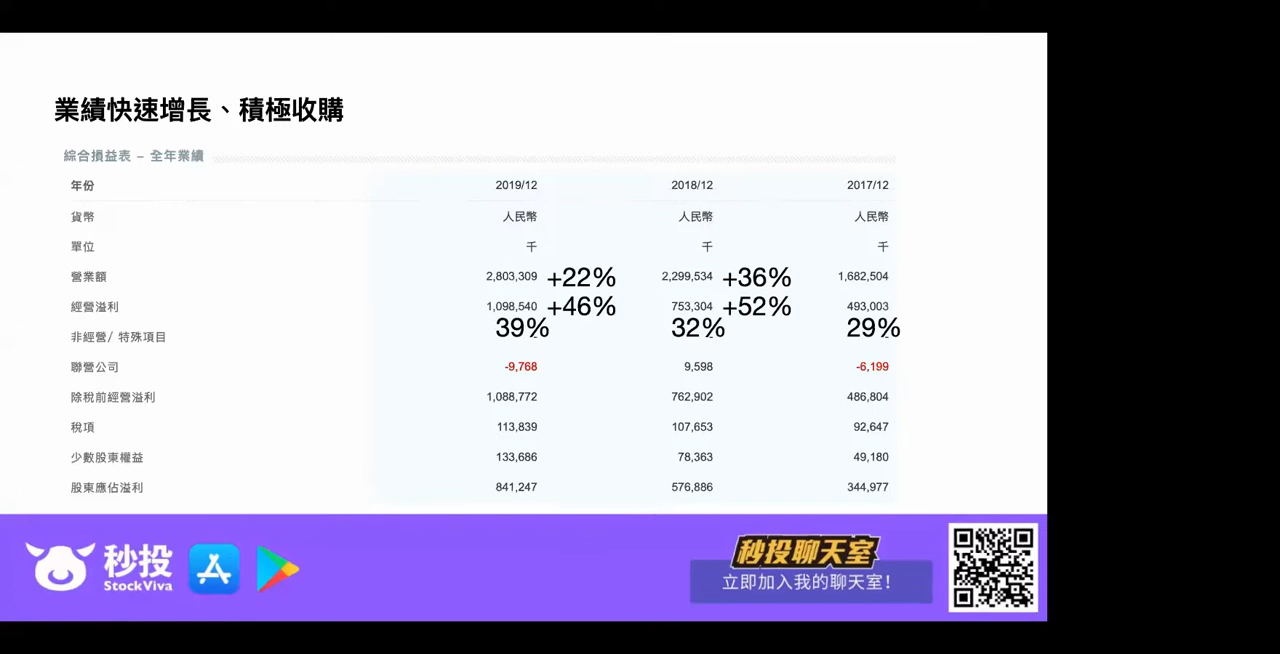 業績快速增長、積極收購
綜合損益表 – 全年業績
年份 2019/12 2018/12 2017/12
貨幣 人民幣 人民幣 人民幣
單位 千 千 千
營業額 2,803,309 +22% 2,299,534 +36% 1,682,504
經營溢利 1,098,540 +46% 753,304 +52% 493,003
39% 32% 29%
非經營/ 特殊項目
聯營公司 -9,768 9,598 -6,199
除稅前經營溢利 1,088,772 762,902 486,804
稅項 113,839 107,653 92,647
少數股東權益 133,686 78,363 49,180
股東應佔溢利 841,247 576,886 344,977
秒投
StockViva
秒投聊天室
立即加入我的聊天室!